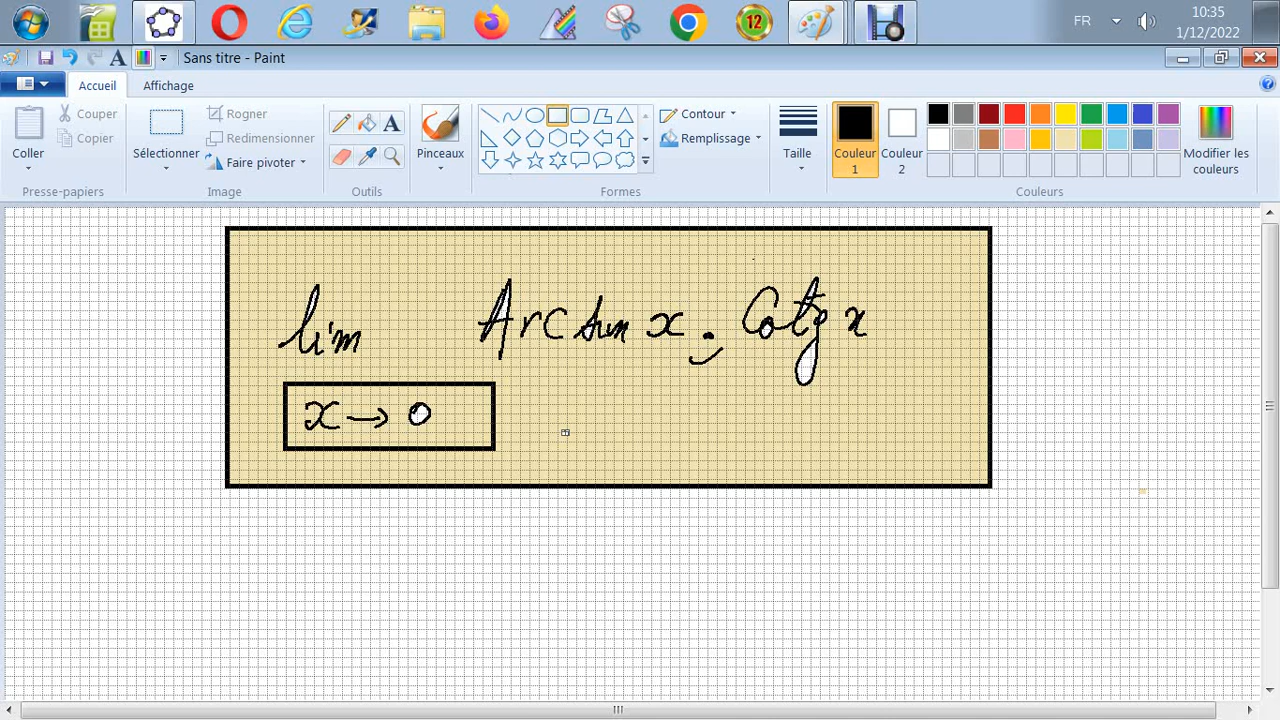 12
FR
10:35
1/12/2022
Sans titre - Paint
Accueil
Affichage
Coller
Couper
Copier
Presse-papiers
Sélectionner
Rogner
Redimensionner
Faire pivoter
Image
Outils
Pinceaux
Formes
Contour
Remplissage
Taille
Couleur 1
Couleur 2
Modifier les couleurs
Couleurs
lim Arcsin x . Cotg x
x → 0